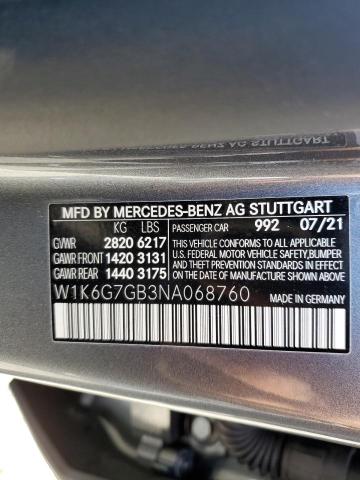 MFD BY MERCEDES-BENZ AG STUTTGART
KG LBS PASSENGER CAR 992 07/21
GVWR 2820 6217 THIS VEHICLE CONFORMS TO ALL APPLICABLE
GAWR FRONT 1420 3131 U.S. FEDERAL MOTOR VEHICLE SAFETY, BUMPER
GAWR REAR 1440 3175 AND THEFT PREVENTION STANDARDS IN EFFECT
ON THE DATE OF MANUFACTURE SHOWN ABOVE.
W1K6G7GB3NA068760
MADE IN GERMANY